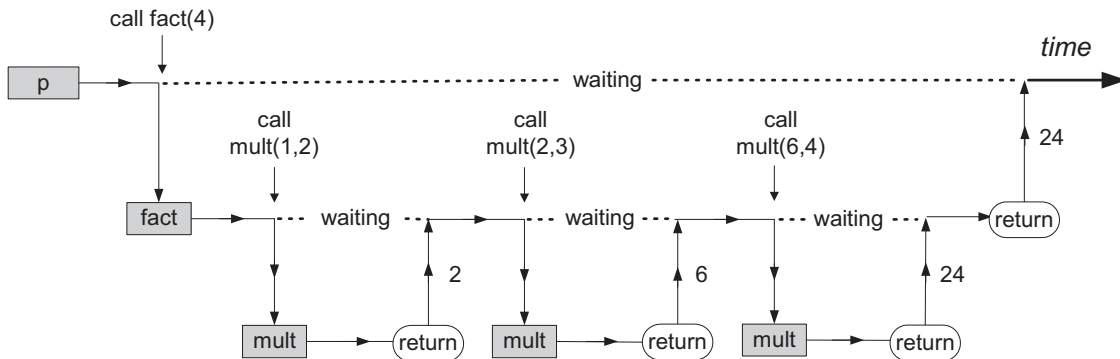 call fact(4)
time
p
waiting
call
mult(1,2)
call
mult(2,3)
call
mult(6,4)
24
fact
waiting
waiting
waiting
return
2
6
24
mult
return
mult
return
mult
return